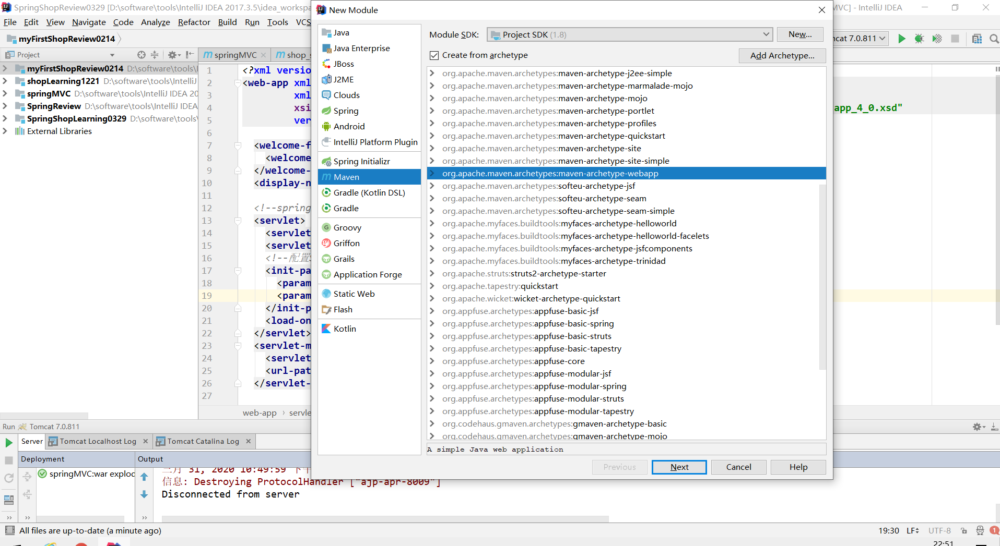 SpringShopReview0329 [D:\software\tools\IntelliJ IDEA 2017.3.5\idea_workspa
MVC] - IntelliJ IDEA
File Edit View Navigate Code Analyze Refactor Build Run Tools VCS
myFirstShopReview0214
cat 7.0.811
Project
springMVC
shop_s
myFirstShopReview0214 D:\software\tools\I
shopLearning1221 D:\software\tools\IntelliJ
springMVC D:\software\tools\IntelliJ IDEA 20
SpringReview D:\software\tools\IntelliJ IDEA
SpringShopLearning0329 D:\software\tools\
External Libraries
1 <?xml versio
2 <web-app xml
3 xml
4 xsi
app_4_0.xsd"
5 ver
6
7 <welcome-f
8 <welcome
9 </welcome-
10 <display-n
11
12 <!--spring
13 <servlet>
14 <servlet
15 <servlet
16 <!--配置
17 <init-pa
18 <param
19 <param
20 </init-p
21 <load-on
22 </servlet>
23 <servlet-m
24 <servlet
25 <url-pat
26 </servlet-
27
web-app › servle
New Module
Java
Java Enterprise
JBoss
J2ME
Clouds
Spring
Android
IntelliJ Platform Plugin
Spring Initializr
Maven
Gradle (Kotlin DSL)
Gradle
Groovy
Griffon
Grails
Application Forge
Static Web
Flash
Kotlin
Module SDK: Project SDK (1.8) New...
Create from archetype Add Archetype...
org.apache.maven.archetypes:maven-archetype-j2ee-simple
org.apache.maven.archetypes:maven-archetype-marmalade-mojo
org.apache.maven.archetypes:maven-archetype-mojo
org.apache.maven.archetypes:maven-archetype-portlet
org.apache.maven.archetypes:maven-archetype-profiles
org.apache.maven.archetypes:maven-archetype-quickstart
org.apache.maven.archetypes:maven-archetype-site
org.apache.maven.archetypes:maven-archetype-site-simple
org.apache.maven.archetypes:maven-archetype-webapp
org.apache.maven.archetypes:softeu-archetype-jsf
org.apache.maven.archetypes:softeu-archetype-seam
org.apache.maven.archetypes:softeu-archetype-seam-simple
org.apache.myfaces.buildtools:myfaces-archetype-helloworld
org.apache.myfaces.buildtools:myfaces-archetype-helloworld-facelets
org.apache.myfaces.buildtools:myfaces-archetype-jsfcomponents
org.apache.myfaces.buildtools:myfaces-archetype-trinidad
org.apache.struts:struts2-archetype-starter
org.apache.tapestry:quickstart
org.apache.wicket:wicket-archetype-quickstart
org.appfuse.archetypes:appfuse-basic-jsf
org.appfuse.archetypes:appfuse-basic-spring
org.appfuse.archetypes:appfuse-basic-struts
org.appfuse.archetypes:appfuse-basic-tapestry
org.appfuse.archetypes:appfuse-core
org.appfuse.archetypes:appfuse-modular-jsf
org.appfuse.archetypes:appfuse-modular-spring
org.appfuse.archetypes:appfuse-modular-struts
org.appfuse.archetypes:appfuse-modular-tapestry
org.codehaus.gmaven.archetypes:gmaven-archetype-basic
org.codehaus.gmaven.archetypes:gmaven-archetype-mojo
A simple Java web application
Previous Next Cancel Help
Run Tomcat 7.0.811
Server Tomcat Localhost Log Tomcat Catalina Log
Deployment Output
springMVC:war explod
三月 31, 2020 10:49:59 下午
信息: Destroying ProtocolHandler ["ajp-apr-8009"]
Disconnected from server
All files are up-to-date (a minute ago)
19:30 LF UTF-8 1
22:51